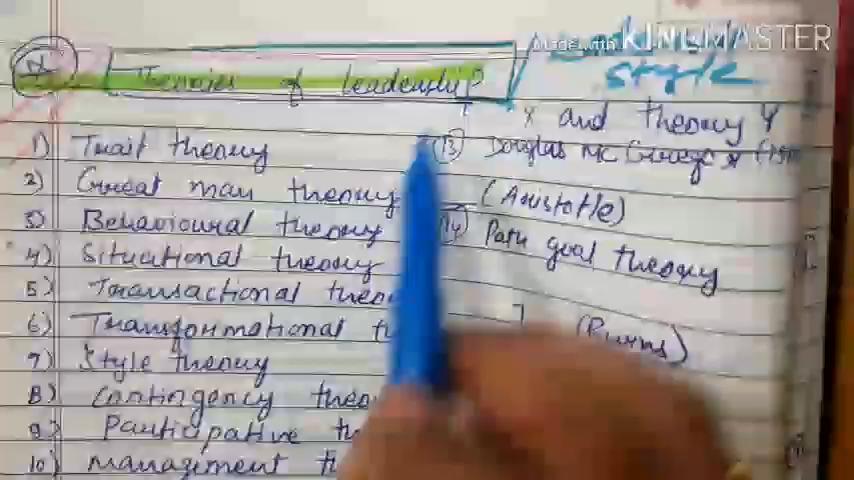 Made with KINEMASTER
style
Theories of leadership
X and theory Y
1) Trait theory
(13) Douglas Mc Gregor
2) Great man theory (Aristotle)
3) Behavioural theory
(14) Path goal theory
4) Situational theory
5) Transactional
6) Transformational (Burns)
7) Style theory
8) Contingency
9) Participative
10) management